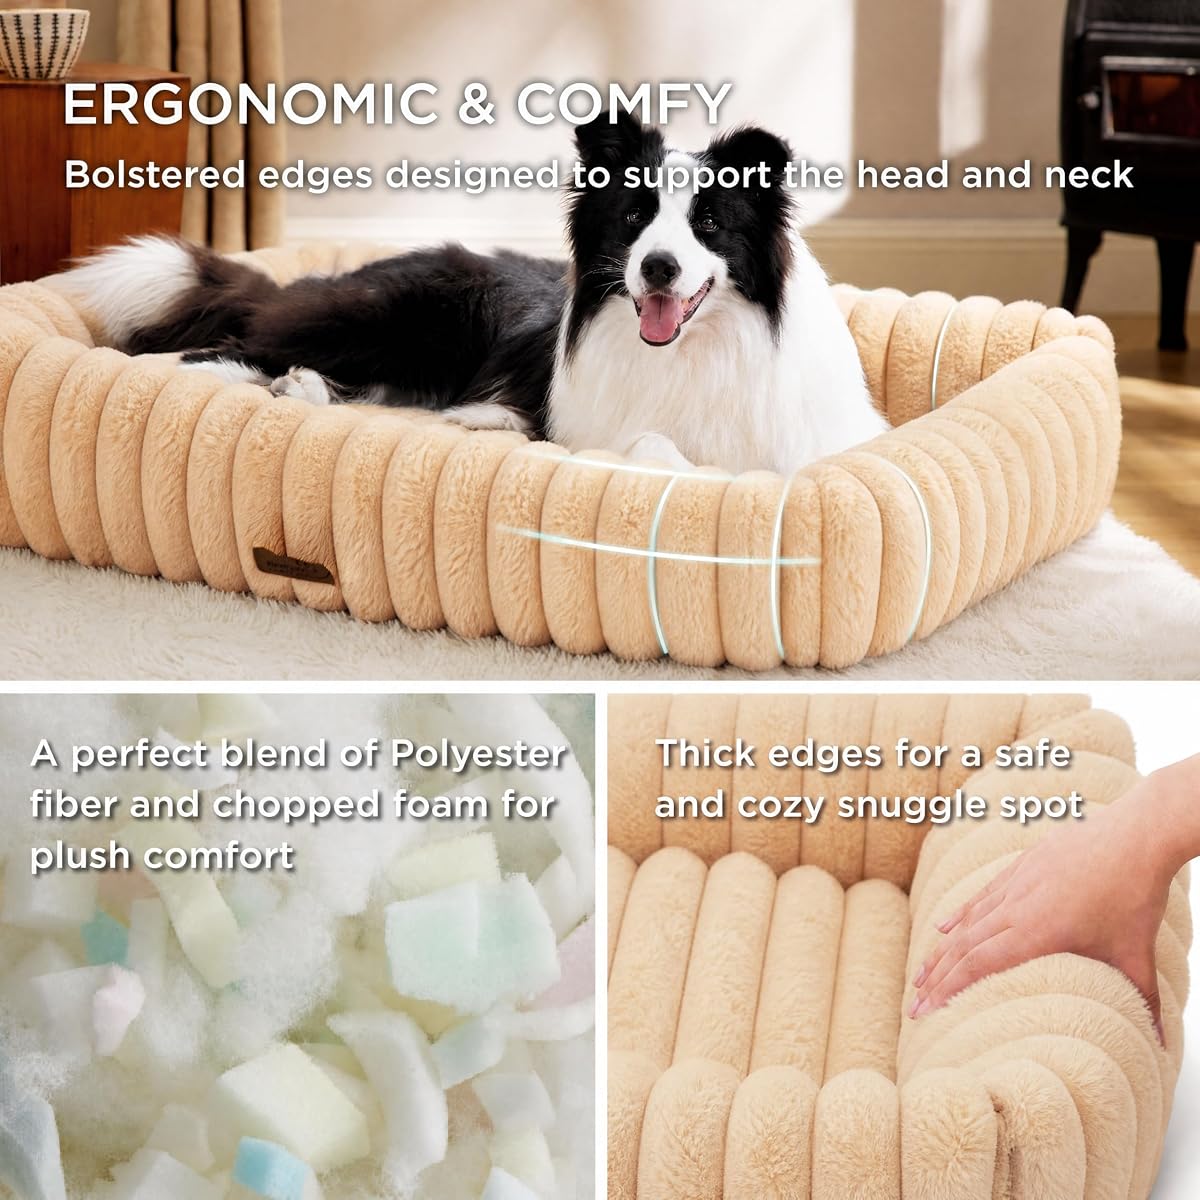 ERGONOMIC & COMFY
Bolstered edges designed to support the head and neck
A perfect blend of Polyester
fiber and chopped foam for
plush comfort
Thick edges for a safe
and cozy snuggle spot